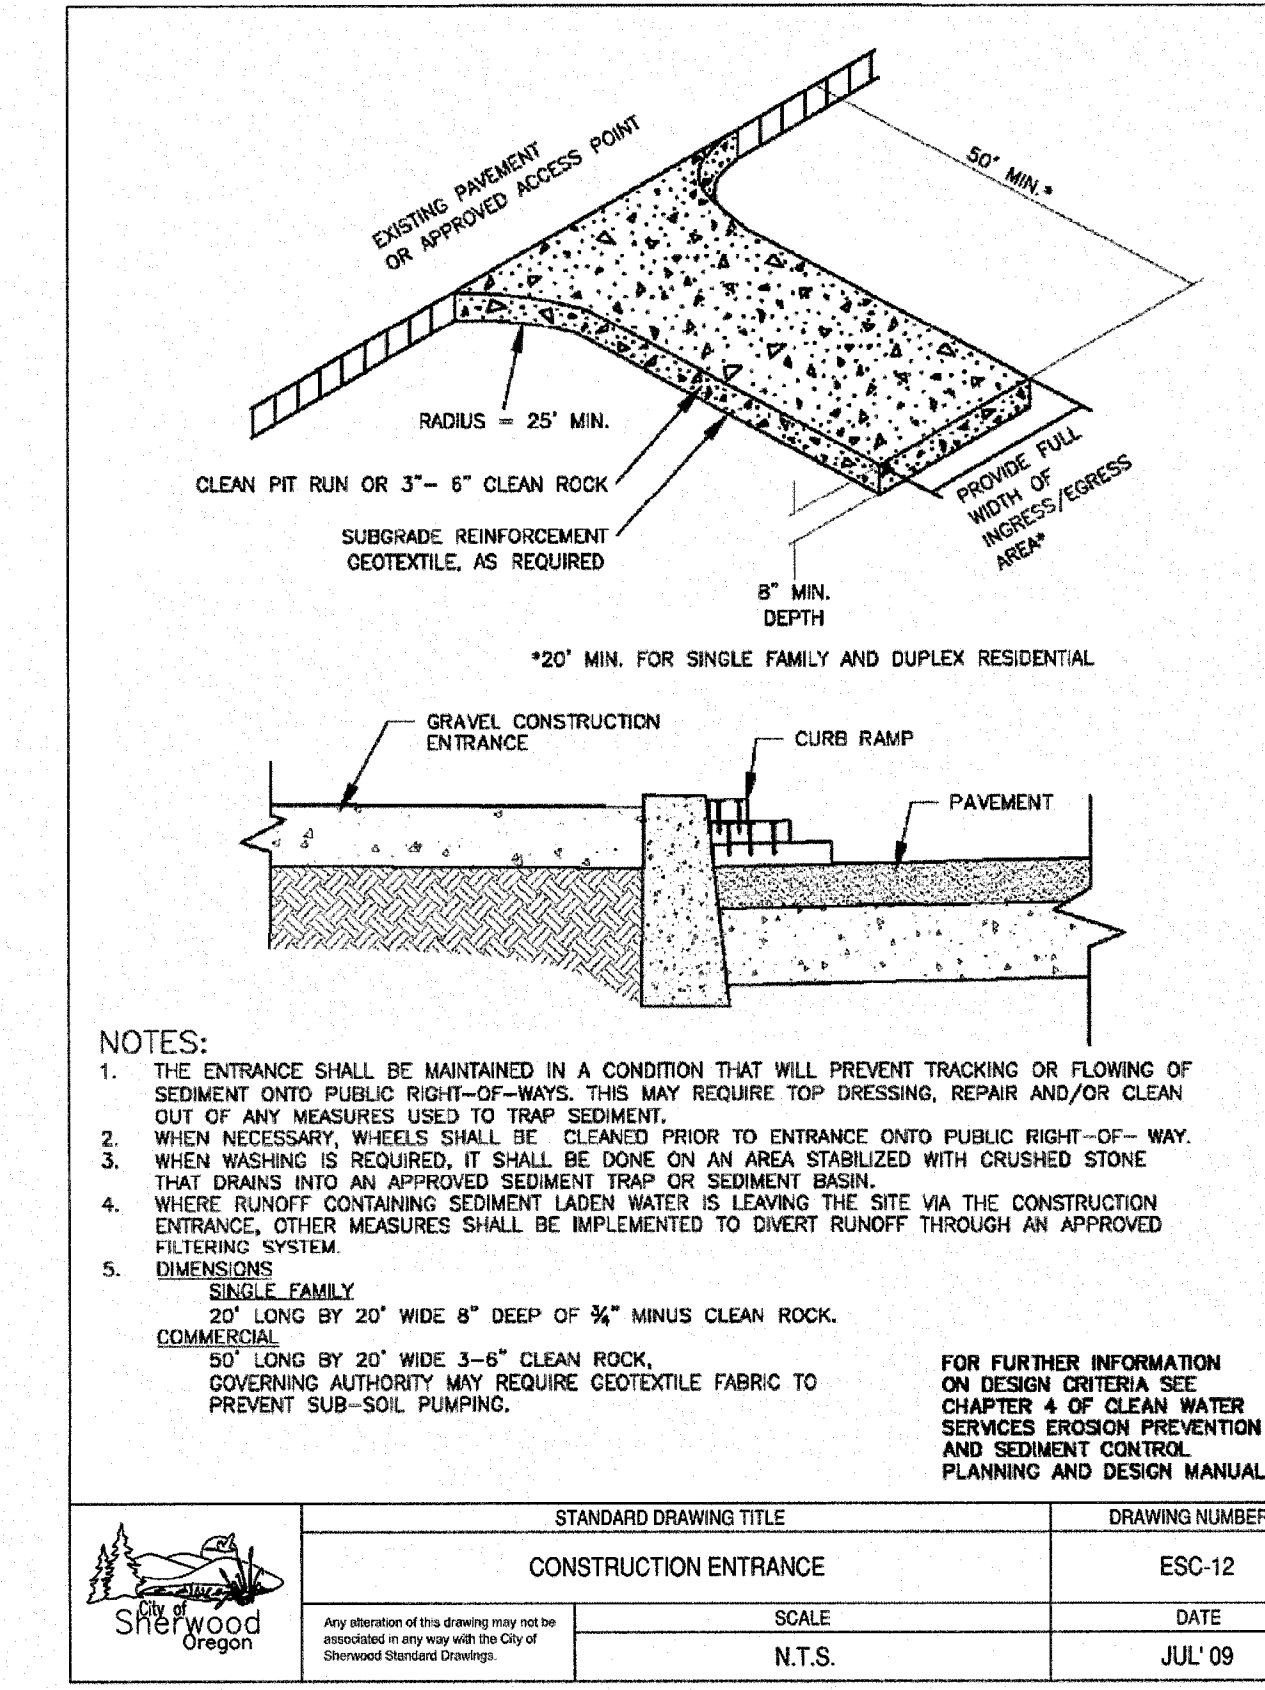 EXISTING PAVEMENT
OR APPROVED ACCESS POINT
50' MIN.*
RADIUS = 25' MIN.
CLEAN PIT RUN OR 3"- 6" CLEAN ROCK
SUBGRADE REINFORCEMENT
GEOTEXTILE, AS REQUIRED
PROVIDE FULL
WIDTH OF
INGRESS/EGRESS
AREA*
8" MIN.
DEPTH
*20' MIN. FOR SINGLE FAMILY AND DUPLEX RESIDENTIAL
GRAVEL CONSTRUCTION
ENTRANCE
CURB RAMP
PAVEMENT
NOTES:
1. THE ENTRANCE SHALL BE MAINTAINED IN A CONDITION THAT WILL PREVENT TRACKING OR FLOWING OF
SEDIMENT ONTO PUBLIC RIGHT-OF-WAYS. THIS MAY REQUIRE TOP DRESSING, REPAIR AND/OR CLEAN
OUT OF ANY MEASURES USED TO TRAP SEDIMENT.
2. WHEN NECESSARY, WHEELS SHALL BE CLEANED PRIOR TO ENTRANCE ONTO PUBLIC RIGHT-OF- WAY.
3. WHEN WASHING IS REQUIRED, IT SHALL BE DONE ON AN AREA STABILIZED WITH CRUSHED STONE
THAT DRAINS INTO AN APPROVED SEDIMENT TRAP OR SEDIMENT BASIN.
4. WHERE RUNOFF CONTAINING SEDIMENT LADEN WATER IS LEAVING THE SITE VIA THE CONSTRUCTION
ENTRANCE, OTHER MEASURES SHALL BE IMPLEMENTED TO DIVERT RUNOFF THROUGH AN APPROVED
FILTERING SYSTEM.
5. DIMENSIONS
SINGLE FAMILY
20' LONG BY 20' WIDE 8" DEEP OF ¾" MINUS CLEAN ROCK.
COMMERCIAL
50' LONG BY 20' WIDE 3-6" CLEAN ROCK,
GOVERNING AUTHORITY MAY REQUIRE GEOTEXTILE FABRIC TO
PREVENT SUB-SOIL PUMPING.
FOR FURTHER INFORMATION
ON DESIGN CRITERIA SEE
CHAPTER 4 OF CLEAN WATER
SERVICES EROSION PREVENTION
AND SEDIMENT CONTROL
PLANNING AND DESIGN MANUAL
City of
Sherwood
Oregon
STANDARD DRAWING TITLE
DRAWING NUMBER
CONSTRUCTION ENTRANCE
ESC-12
Any alteration of this drawing may not be
associated in any way with the City of
Sherwood Standard Drawings.
SCALE
DATE
N.T.S.
JUL' 09